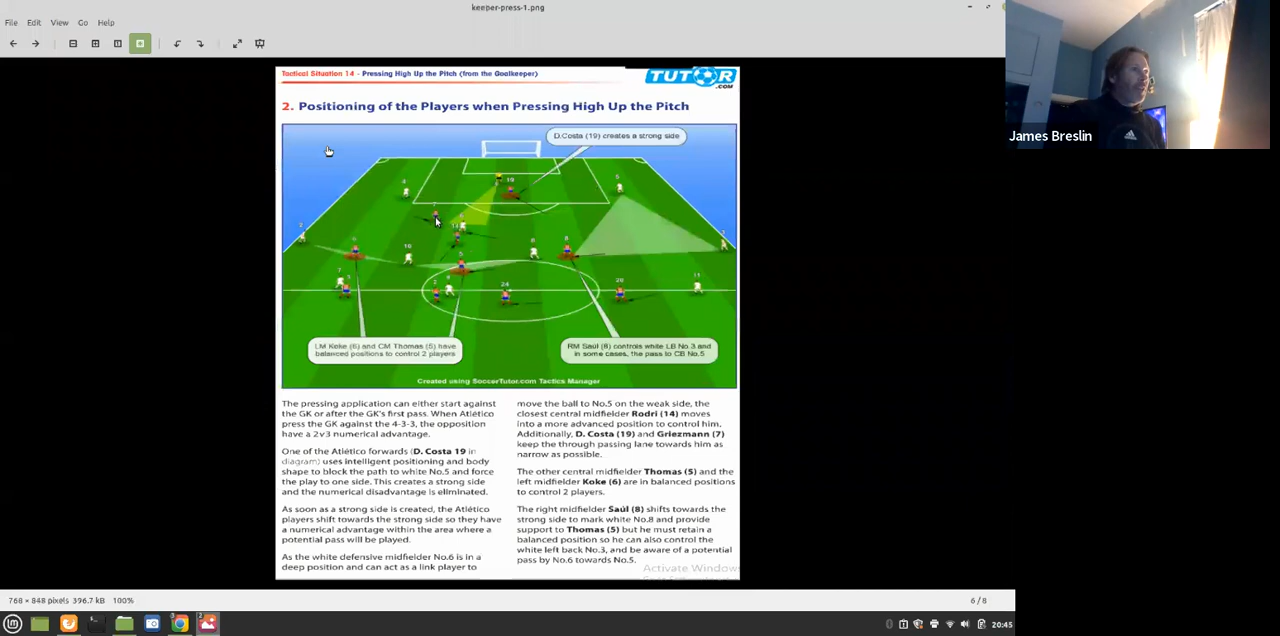 keeper-press-1.png
File Edit View Go Help
Tactical Situation 14 - Pressing High Up the Pitch (from the Goalkeeper)
TUTOR
.COM
2. Positioning of the Players when Pressing High Up the Pitch
D.Costa (19) creates a strong side
LM Koke (6) and CM Thomas (5) have
balanced positions to control 2 players
RM Saúl (8) controls white LB No.3 and
in some cases, the pass to CB No.5
Created using SoccerTutor.com Tactics Manager
The pressing application can either start against
the GK or after the GK's first pass. When Atlético
press the GK against the 4-3-3, the opposition
have a 2v3 numerical advantage.
One of the Atlético forwards (D. Costa 19 in
diagram) uses intelligent positioning and body
shape to block the path to white No.5 and force
the play to one side. This creates a strong side
and the numerical disadvantage is eliminated.
As soon as a strong side is created, the Atlético
players shift towards the strong side so they have
a numerical advantage within the area where a
potential pass will be played.
As the white defensive midfielder No.6 is in a
deep position and can act as a link player to
move the ball to No.5 on the weak side, the
closest central midfielder Rodri (14) moves
into a more advanced position to control him.
Additionally, D. Costa (19) and Griezmann (7)
keep the through passing lane towards him as
narrow as possible.
The other central midfielder Thomas (5) and the
left midfielder Koke (6) are in balanced positions
to control 2 players.
The right midfielder Saúl (8) shifts towards the
strong side to mark white No.8 and provide
support to Thomas (5) but he must retain a
balanced position so he can also control the
white left back No.3, and be aware of a potential
pass by No.6 towards No.5.
Activate Windows
James Breslin
768 × 848 pixels 396.7 kB 100%
6 / 8
20:45